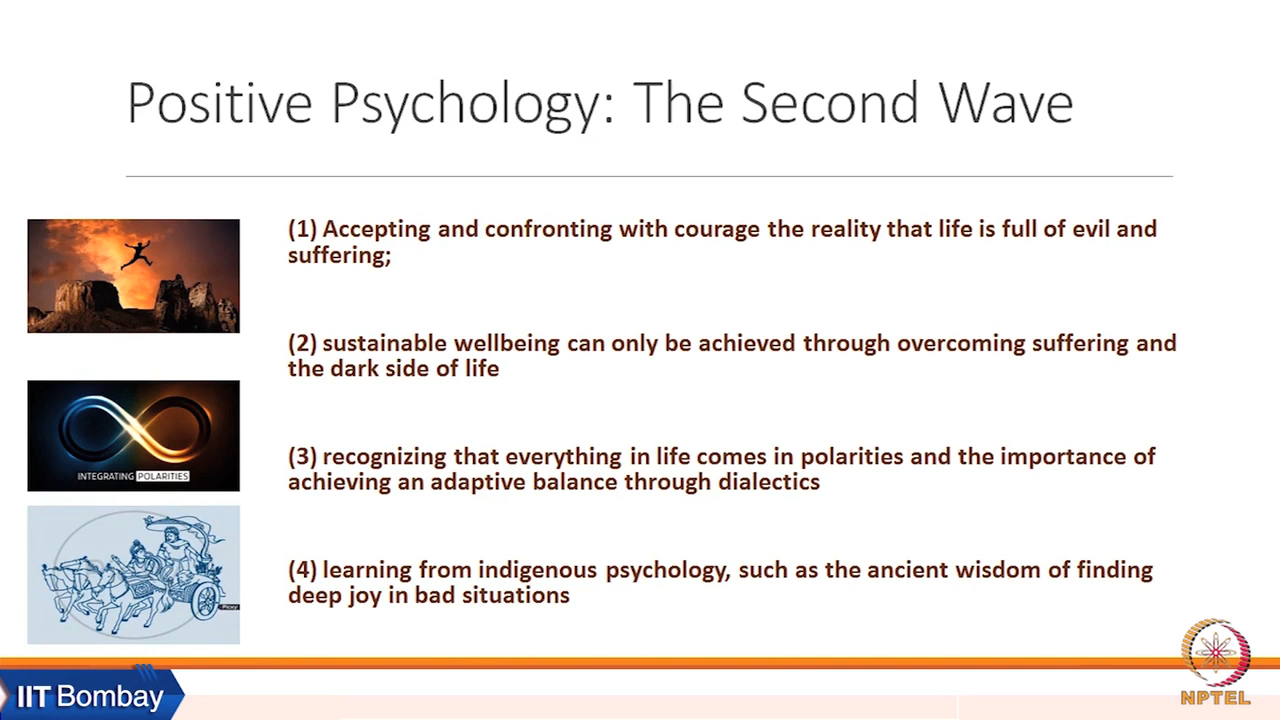 Positive Psychology: The Second Wave
(1) Accepting and confronting with courage the reality that life is full of evil and
suffering;
(2) sustainable wellbeing can only be achieved through overcoming suffering and
the dark side of life
INTEGRATING POLARITIES
(3) recognizing that everything in life comes in polarities and the importance of
achieving an adaptive balance through dialectics
(4) learning from indigenous psychology, such as the ancient wisdom of finding
deep joy in bad situations
IIT Bombay
NPTEL